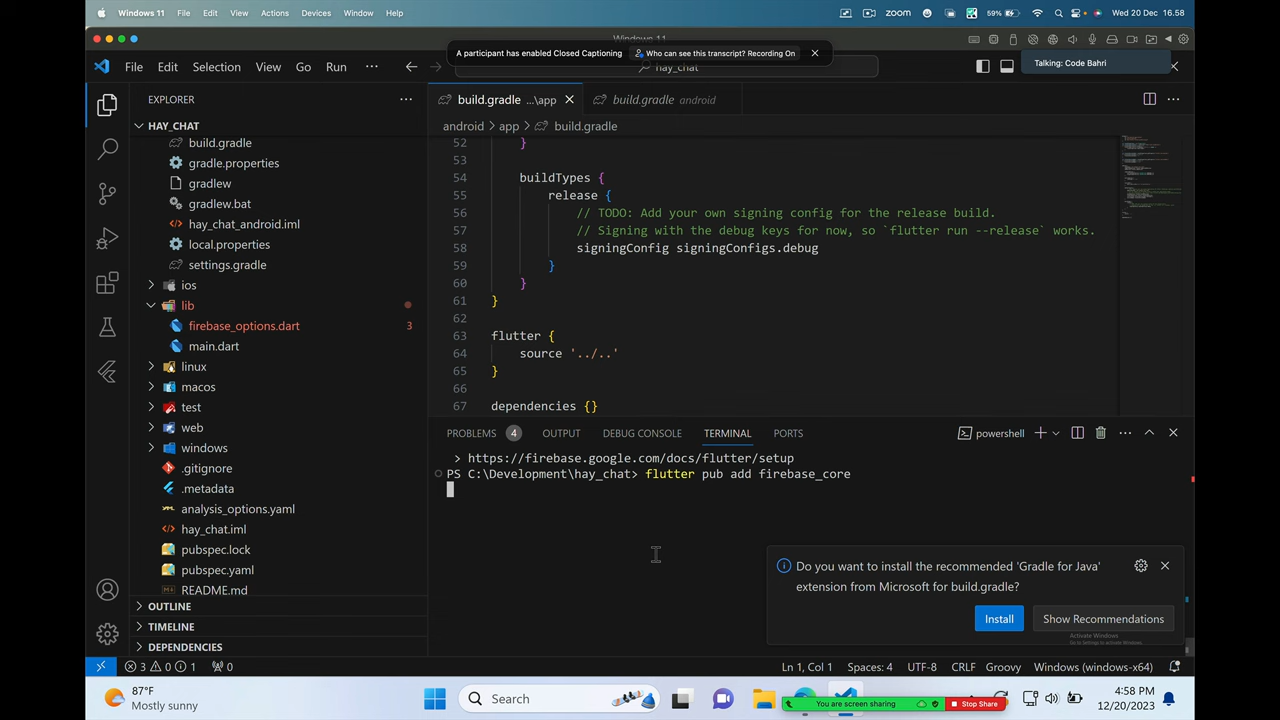 Windows 11 File Edit View Actions Devices Window Help zoom 59% Wed 20 Dec 16.58
Windows 11
A participant has enabled Closed Captioning Who can see this transcript? Recording On
Talking: Code Bahri
File Edit Selection View Go Run ... hay_chat
EXPLORER ...
build.gradle ...\app
build.gradle android
HAY_CHAT
android > app > build.gradle
build.gradle
gradle.properties
gradlew
gradlew.bat
hay_chat_android.iml
local.properties
settings.gradle
ios
lib
firebase_options.dart 3
main.dart
linux
macos
test
web
windows
.gitignore
.metadata
analysis_options.yaml
hay_chat.iml
pubspec.lock
pubspec.yaml
README.md
OUTLINE
TIMELINE
DEPENDENCIES
52 }
53
54 buildTypes {
55 release {
56 // TODO: Add your own signing config for the release build.
57 // Signing with the debug keys for now, so `flutter run --release` works.
58 signingConfig signingConfigs.debug
59 }
60 }
61 }
62
63 flutter {
64 source '../..'
65 }
66
67 dependencies {}
PROBLEMS 4 OUTPUT DEBUG CONSOLE TERMINAL PORTS powershell
> https://firebase.google.com/docs/flutter/setup
PS C:\Development\hay_chat> flutter pub add firebase_core
Do you want to install the recommended 'Gradle for Java'
extension from Microsoft for build.gradle?
Install Show Recommendations
Activate Windows
Go to Settings to activate Windows.
3 0 1 0 Ln 1, Col 1 Spaces: 4 UTF-8 CRLF Groovy Windows (windows-x64)
87°F
Mostly sunny
Search
You are screen sharing Stop Share
4:58 PM
12/20/2023